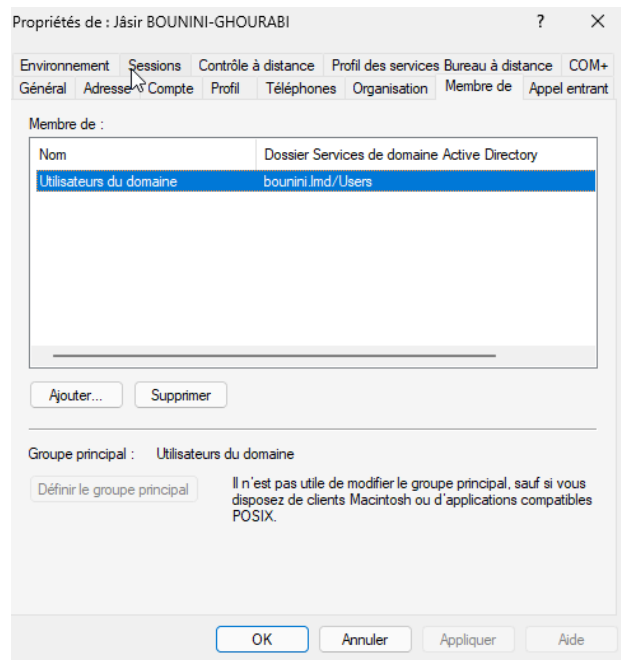 Propriétés de : Jâsir BOUNINI-GHOURABI ? ×
Environnement Sessions Contrôle à distance Profil des services Bureau à distance COM+
Général Adresse Compte Profil Téléphones Organisation Membre de Appel entrant
Membre de :
Nom Dossier Services de domaine Active Directory
Utilisateurs du domaine bounini.lmd/Users
Ajouter... Supprimer
Groupe principal : Utilisateurs du domaine
Définir le groupe principal Il n'est pas utile de modifier le groupe principal, sauf si vous
disposez de clients Macintosh ou d'applications compatibles
POSIX.
OK Annuler Appliquer Aide